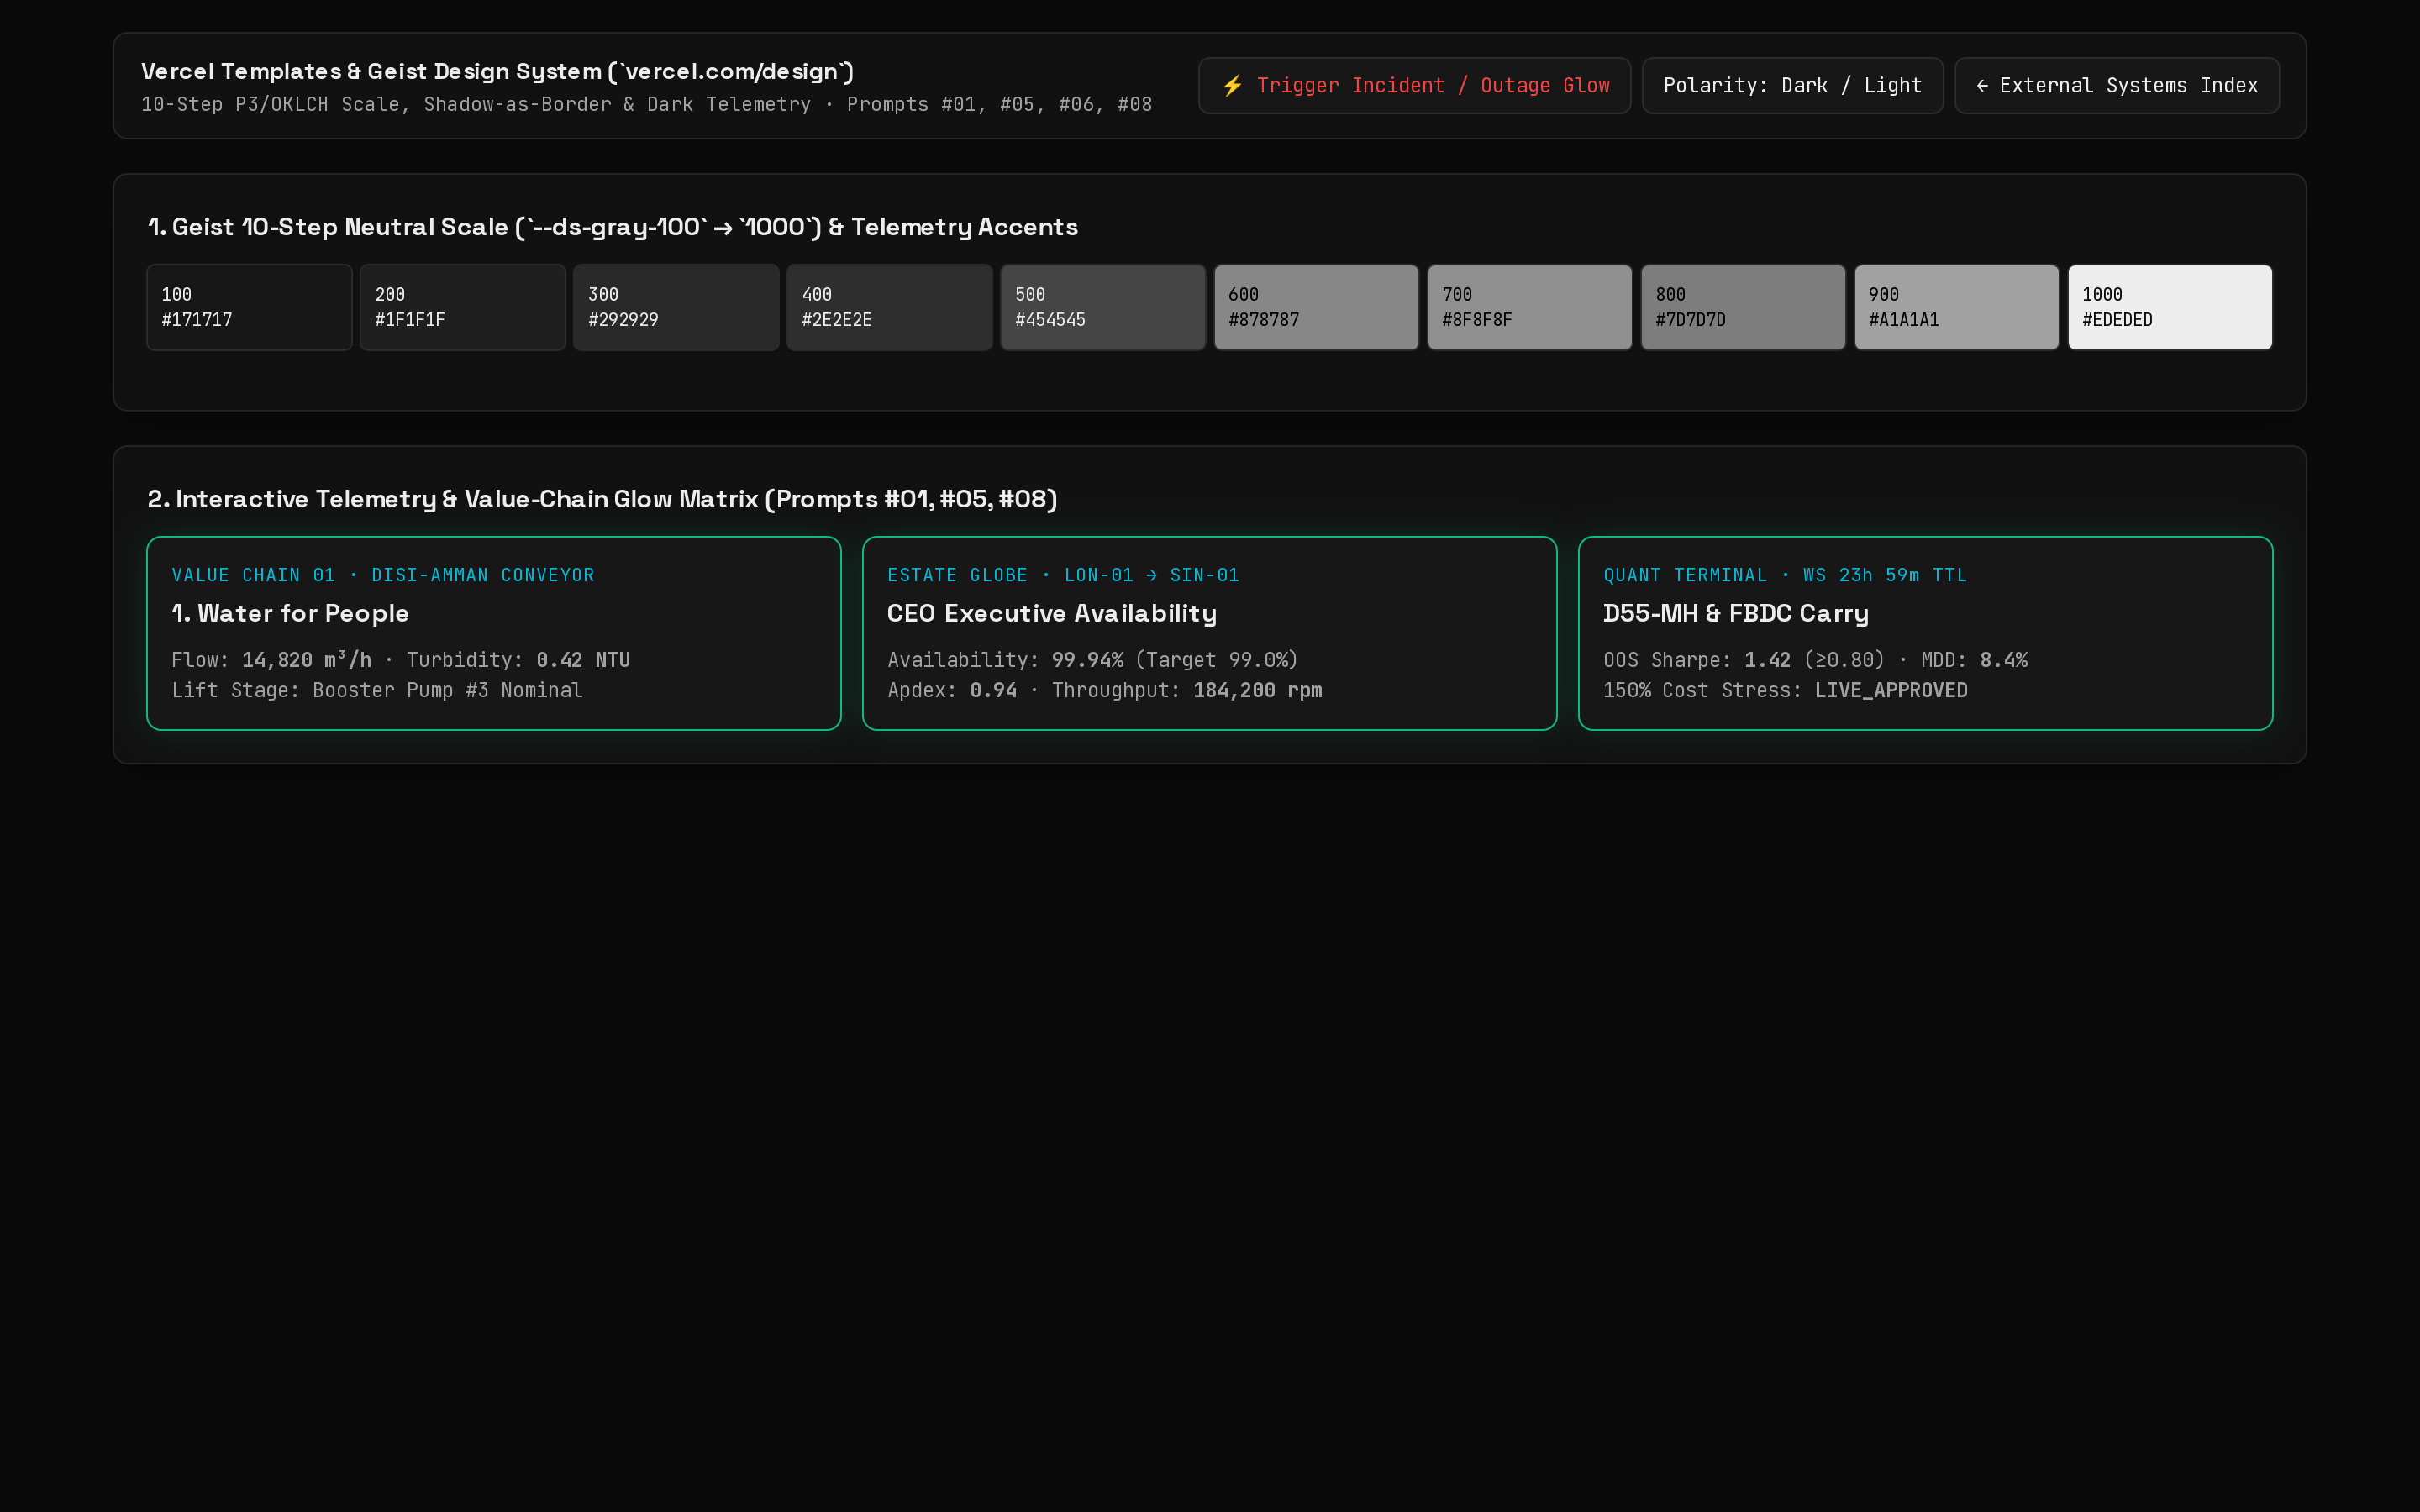 Vercel Templates & Geist Design System (`vercel.com/design`)
10-Step P3/OKLCH Scale, Shadow-as-Border & Dark Telemetry · Prompts #01, #05, #06, #08
⚡ Trigger Incident / Outage Glow
Polarity: Dark / Light
← External Systems Index
1. Geist 10-Step Neutral Scale (`--ds-gray-100` → `1000`) & Telemetry Accents
100
#171717
200
#1F1F1F
300
#292929
400
#2E2E2E
500
#454545
600
#878787
700
#8F8F8F
800
#7D7D7D
900
#A1A1A1
1000
#EDEDED
2. Interactive Telemetry & Value-Chain Glow Matrix (Prompts #01, #05, #08)
VALUE CHAIN 01 · DISI-AMMAN CONVEYOR
1. Water for People
Flow: 14,820 m³/h · Turbidity: 0.42 NTU
Lift Stage: Booster Pump #3 Nominal
ESTATE GLOBE · LON-01 → SIN-01
CEO Executive Availability
Availability: 99.94% (Target 99.0%)
Apdex: 0.94 · Throughput: 184,200 rpm
QUANT TERMINAL · WS 23h 59m TTL
D55-MH & FBDC Carry
OOS Sharpe: 1.42 (≥0.80) · MDD: 8.4%
150% Cost Stress: LIVE_APPROVED